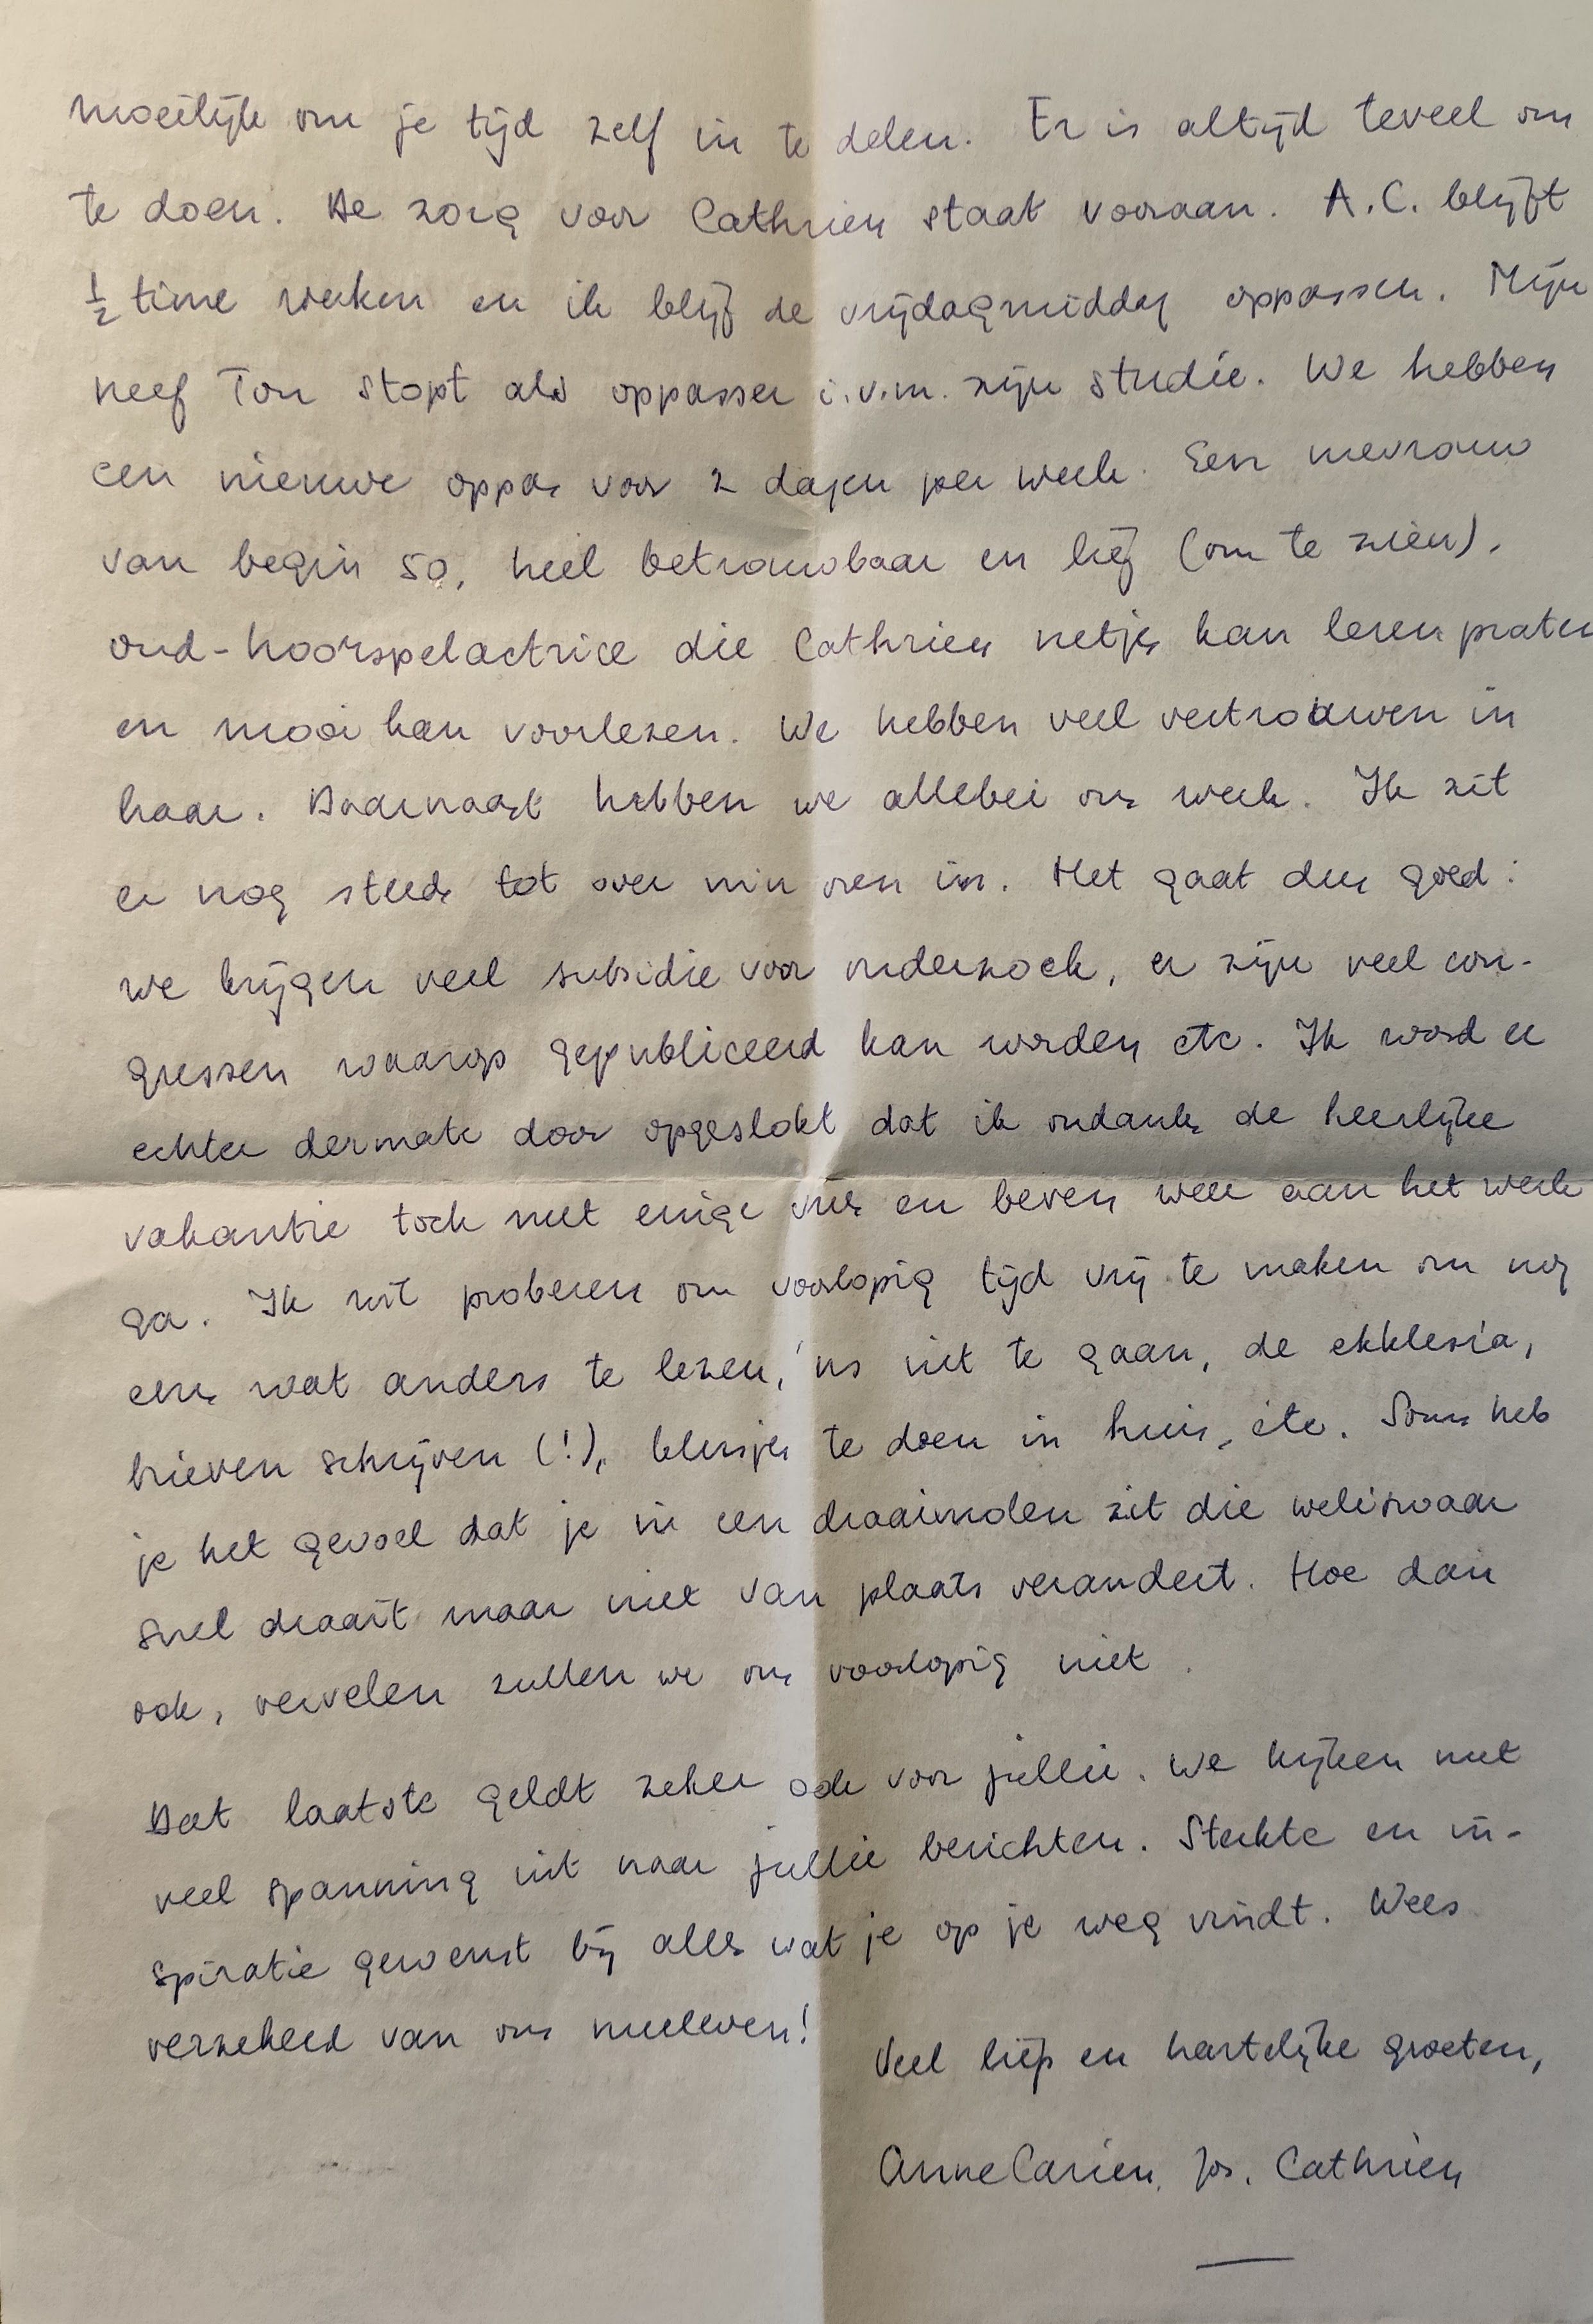 moeilijk om je tijd zelf in te delen. Er is altijd teveel om
te doen. De zorg voor Cathrien staat vooraan. A.C. blijft
½ time werken en ik blijf de vrijdagmiddag oppassen. Mijn
neef Ton stopt als oppasser i.v.m. zijn studie. We hebben
een nieuwe oppas voor 2 dagen per week. Een mevrouw
van begin 50, heel betrouwbaar en lief (om te zien),
oud-hoorspelactrice die Cathrien netjes kan leren praten
en mooi kan voorlezen. We hebben veel vertrouwen in
haar. Daarnaast hebben we allebei ons werk. Ik zit
er nog steeds tot over m'n oren in. Het gaat dus goed:
we krijgen veel subsidie voor onderzoek, er zijn veel con-
gressen waarop gepubliceerd kan worden etc. Ik word er
echter dermate door opgeslokt dat ik ondanks de heerlijke
vakantie toch met enige vrees en beven weer aan het werk
ga. Ik wil proberen om voorlopig tijd vrij te maken om nog
eens wat anders te lezen, 'ns uit te gaan, de ekklesia,
brieven schrijven (!), klusjes te doen in huis, etc. Soms heb
je het gevoel dat je in een draaimolen zit die weliswaar
snel draait maar niet van plaats verandert. Hoe dan
ook, vervelen zullen we ons voorlopig niet.
Dat laatste geldt zeker ook voor jullie. We kijken met
veel spanning uit naar jullie berichten. Sterkte en in-
spiratie gewenst bij alles wat je op je weg vindt. Wees
verzekerd van ons meeleven!
Veel liefs en hartelijke groeten,
AnneCarien, Jos, Cathrien